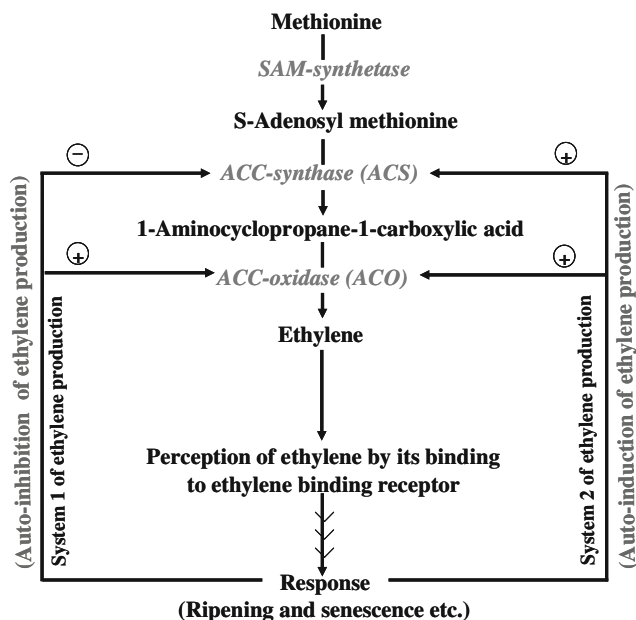 Methionine
SAM-synthetase
S-Adenosyl methionine
−
+
ACC-synthase (ACS)
1-Aminocyclopropane-1-carboxylic acid
+
+
ACC-oxidase (ACO)
Ethylene
Perception of ethylene by its binding
to ethylene binding receptor
Response
(Ripening and senescence etc.)
(Auto-inhibition of ethylene production)
System 1 of ethylene production
System 2 of ethylene production
(Auto-induction of ethylene production)